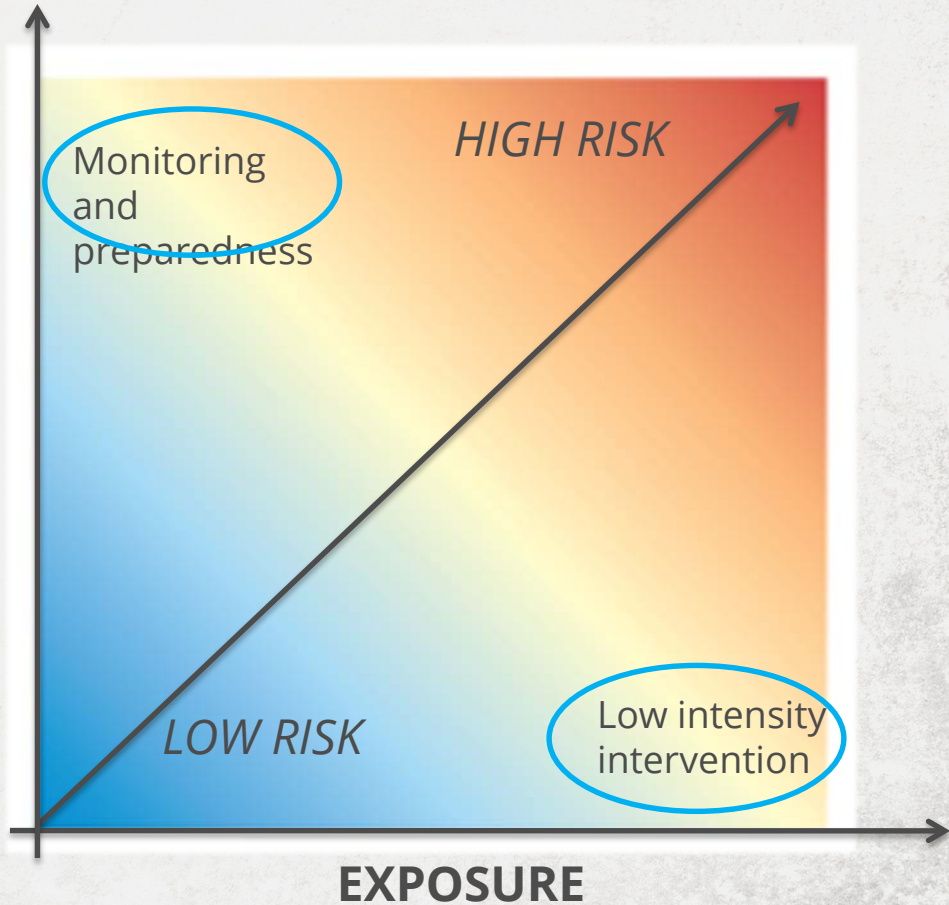 Monitoring
and
preparedness
HIGH RISK
LOW RISK
Low intensity
intervention
EXPOSURE